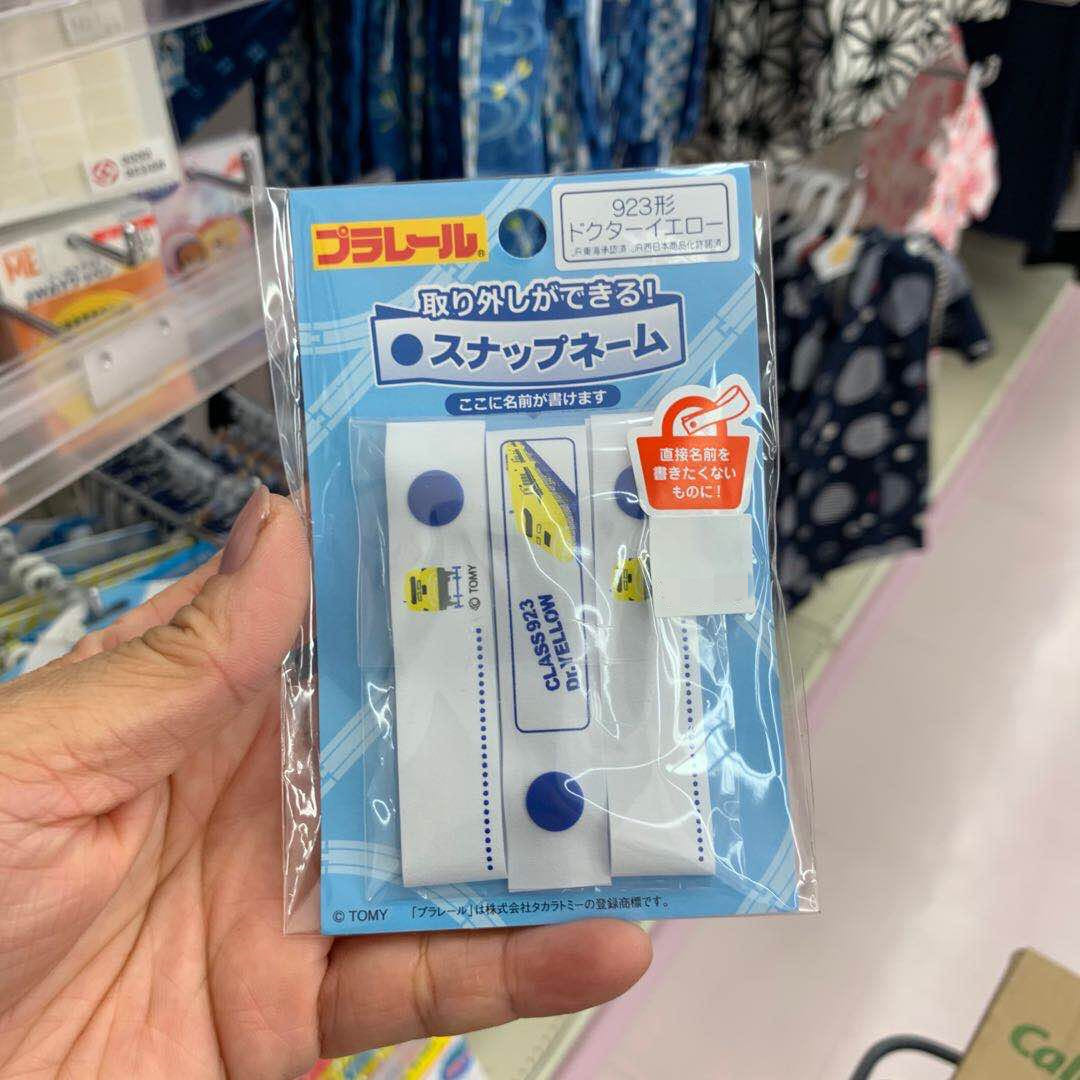 プラレール®
923形
ドクターイエロー
JR東海承認済 JR西日本商品化許諾済
取り外しができる!
スナップネーム
ここに名前が書けます
直接名前を
書きたくない
ものに!
© TOMY
CLASS 923
Dr.YELLOW
© TOMY 「プラレール」は株式会社タカラトミーの登録商標です。
GOOD DESIGN
ME
Cal